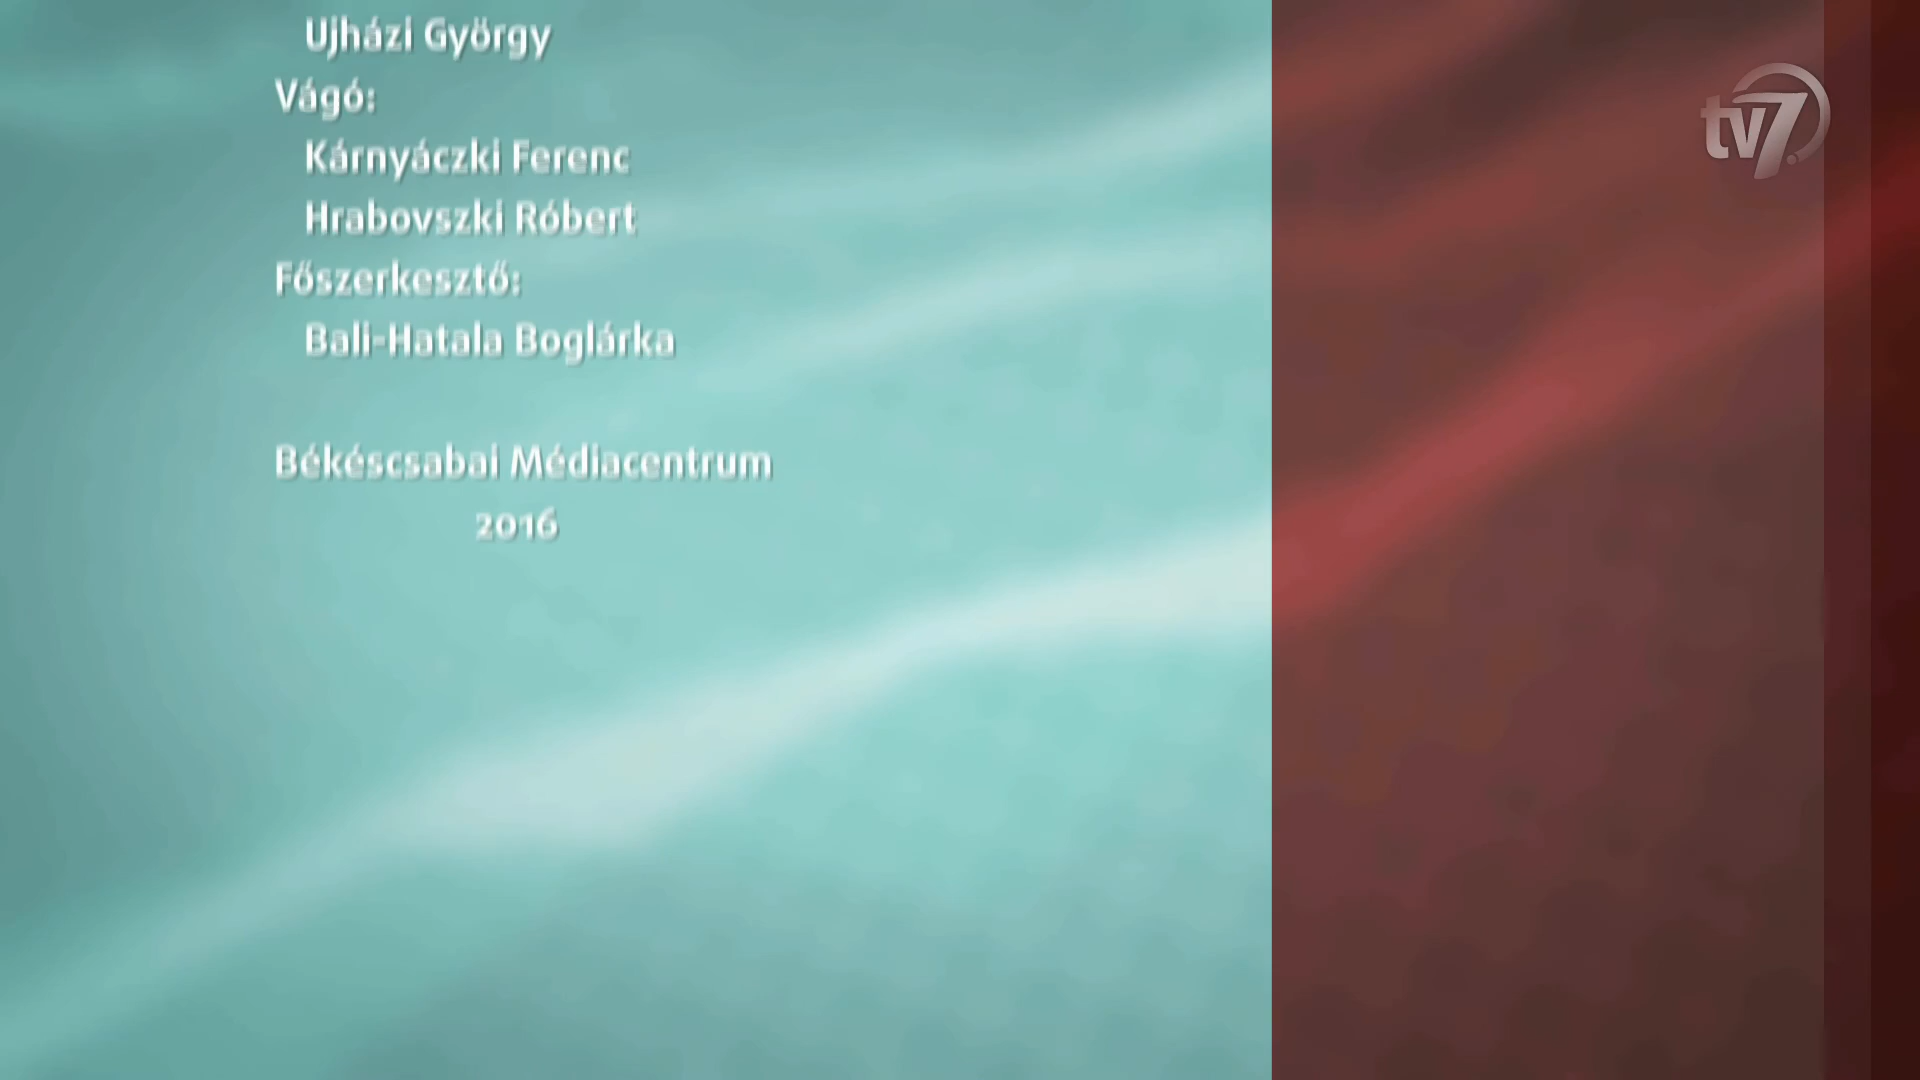 Ujházi György
Vágó:
Kárnyáczki Ferenc
Hrabovszki Róbert
Főszerkesztő:
Bali-Hatala Boglárka
Békéscsabai Médiacentrum
2016
tv7